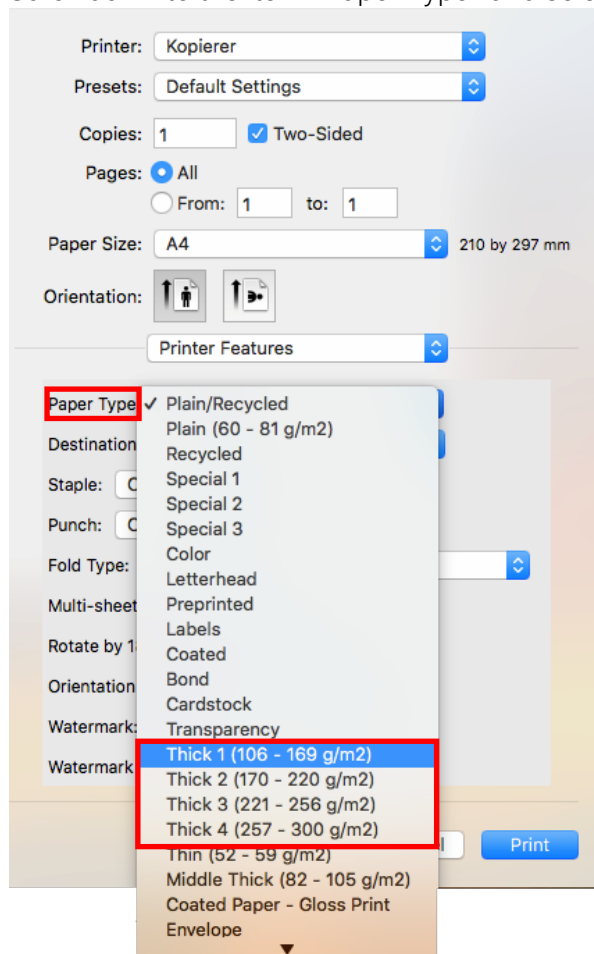 Printer: Kopierer
Presets: Default Settings
Copies: 1 Two-Sided
Pages: All
From: 1 to: 1
Paper Size: A4 210 by 297 mm
Orientation:
Printer Features
Paper Type ✓ Plain/Recycled
Plain (60 - 81 g/m2)
Destination
Recycled
Staple:
Special 1
Special 2
Punch:
Special 3
Color
Fold Type:
Letterhead
Multi-sheet
Preprinted
Labels
Rotate by
Coated
Orientation
Bond
Cardstock
Watermark:
Transparency
Thick 1 (106 - 169 g/m2)
Watermark
Thick 2 (170 - 220 g/m2)
Thick 3 (221 - 256 g/m2)
Thick 4 (257 - 300 g/m2)
Print
Thin (52 - 59 g/m2)
Middle Thick (82 - 105 g/m2)
Coated Paper - Gloss Print
Envelope